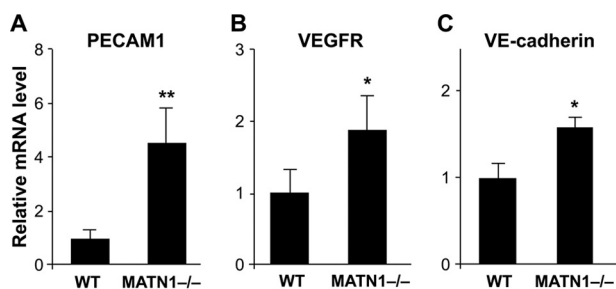 A
PECAM1
Relative mRNA level
8
6
4
2
0
**
WT
MATN1–/–
B
VEGFR
3
2
1
0
*
WT
MATN1–/–
C
VE-cadherin
2
1
0
*
WT
MATN1–/–